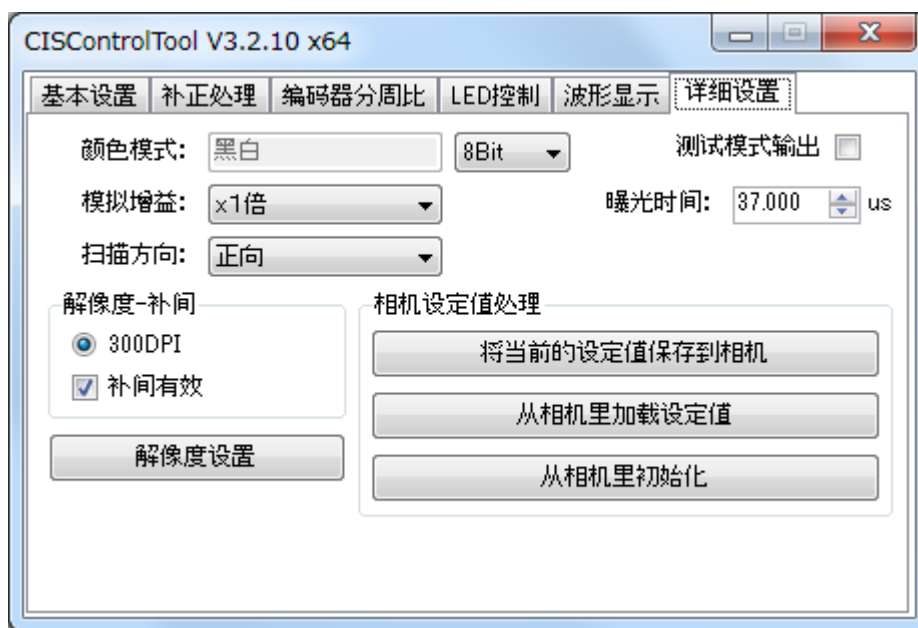 CISControlTool V3.2.10 x64
基本设置 补正处理 编码器分周比 LED控制 波形显示 详细设置
颜色模式: 黑白 8Bit 测试模式输出
模拟增益: x1倍 曝光时间: 37.000 us
扫描方向: 正向
解像度-补间 相机设定值处理
300DPI 将当前的设定值保存到相机
补间有效 从相机里加载设定值
解像度设置 从相机里初始化